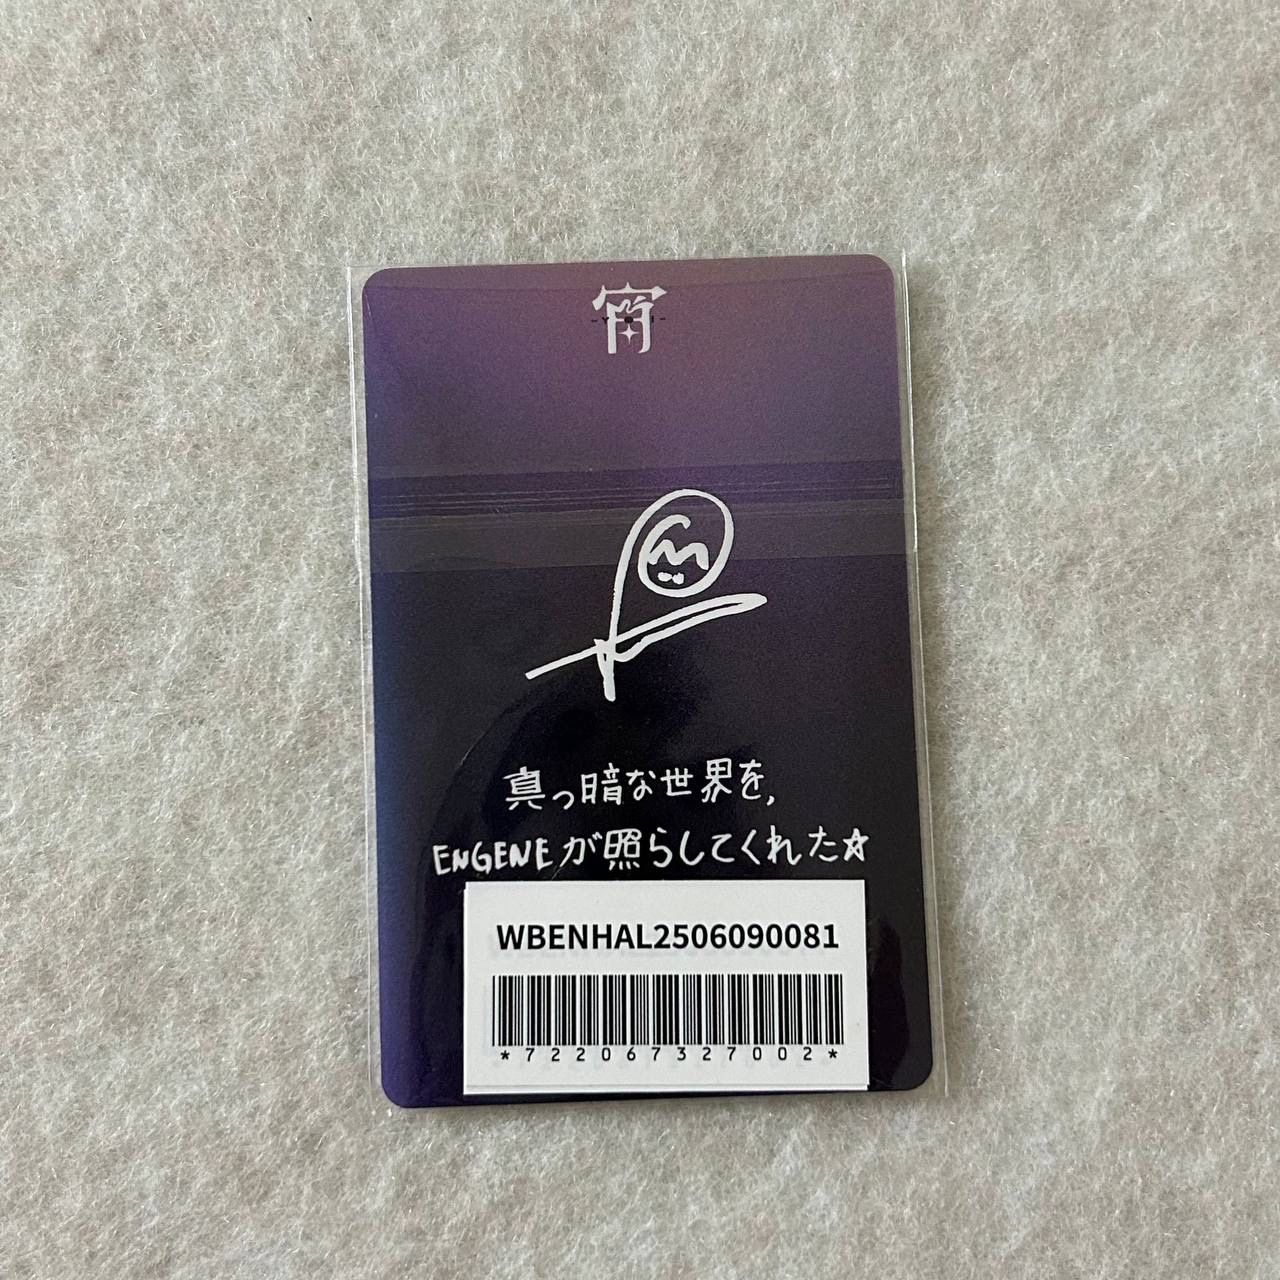 宵
-YOI-
真っ暗な世界を、
ENGENEが照らしてくれた☆
WBENHAL2506090081
*722067327002*